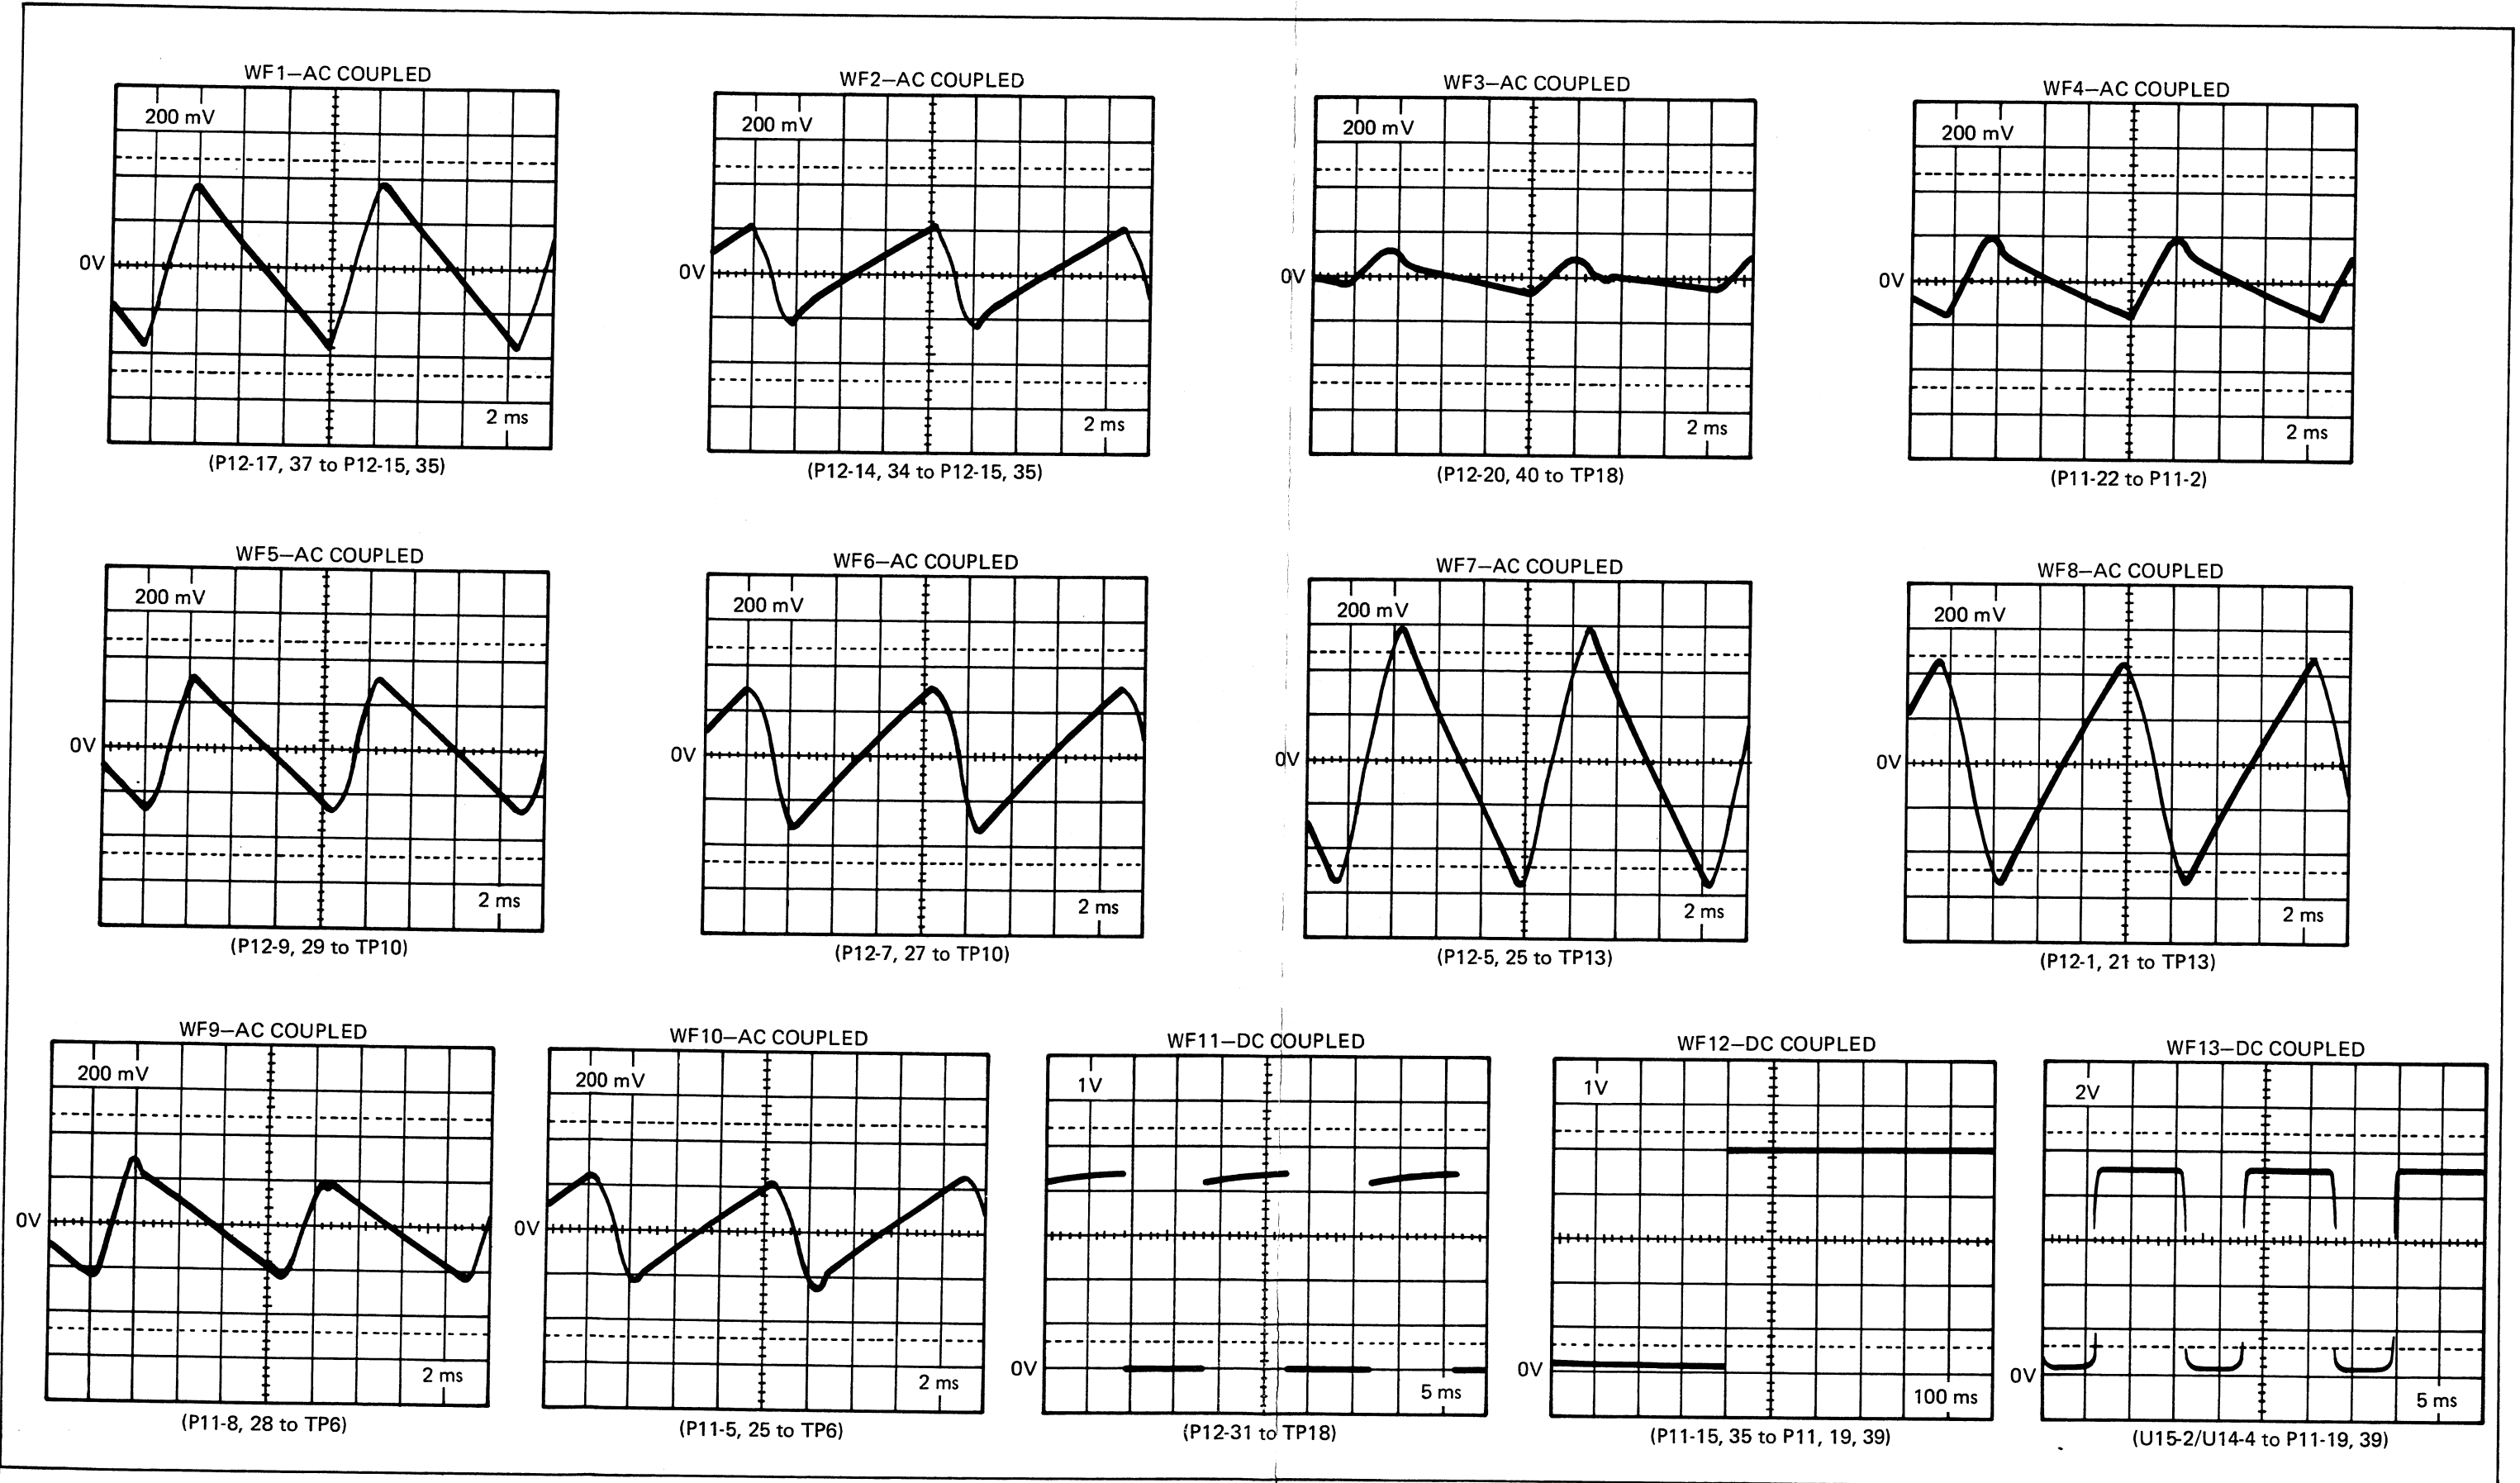 WF1—AC COUPLED
200 mV
0V
2 ms
(P12-17, 37 to P12-15, 35)
WF2—AC COUPLED
200 mV
0V
2 ms
(P12-14, 34 to P12-15, 35)
WF3—AC COUPLED
200 mV
0V
2 ms
(P12-20, 40 to TP18)
WF4—AC COUPLED
200 mV
0V
2 ms
(P11-22 to P11-2)
WF5—AC COUPLED
200 mV
0V
2 ms
(P12-9, 29 to TP10)
WF6—AC COUPLED
200 mV
0V
2 ms
(P12-7, 27 to TP10)
WF7—AC COUPLED
200 mV
0V
2 ms
(P12-5, 25 to TP13)
WF8—AC COUPLED
200 mV
0V
2 ms
(P12-1, 21 to TP13)
WF9—AC COUPLED
200 mV
0V
2 ms
(P11-8, 28 to TP6)
WF10—AC COUPLED
200 mV
0V
2 ms
(P11-5, 25 to TP6)
WF11—DC COUPLED
1V
0V
5 ms
(P12-31 to TP18)
WF12—DC COUPLED
1V
0V
100 ms
(P11-15, 35 to P11, 19, 39)
WF13—DC COUPLED
2V
0V
5 ms
(U15-2/U14-4 to P11-19, 39)